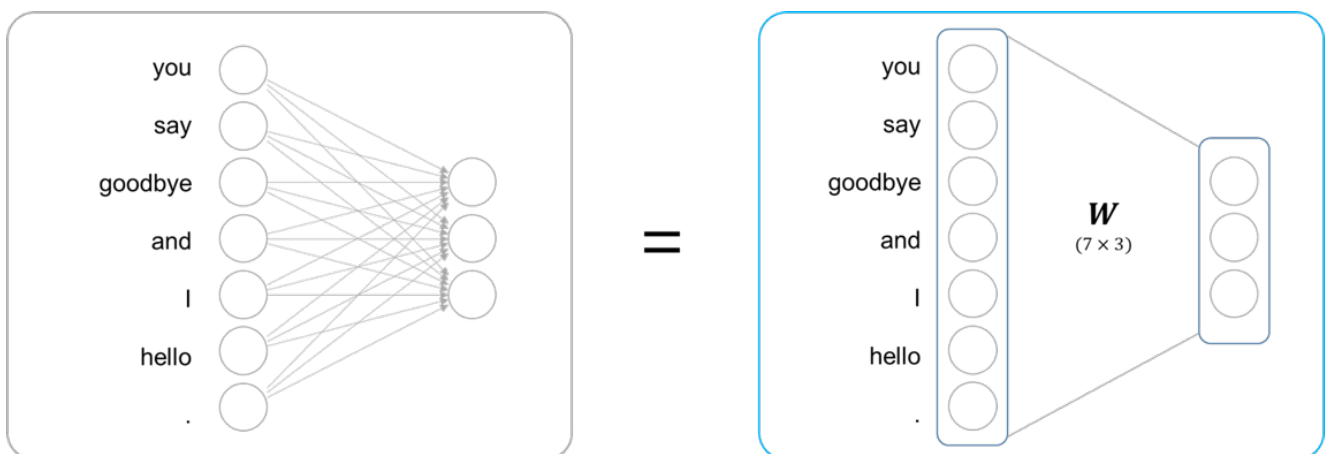 you
say
goodbye
and
I
hello
.
=
you
say
goodbye
and
I
hello
.
W
(7 × 3)